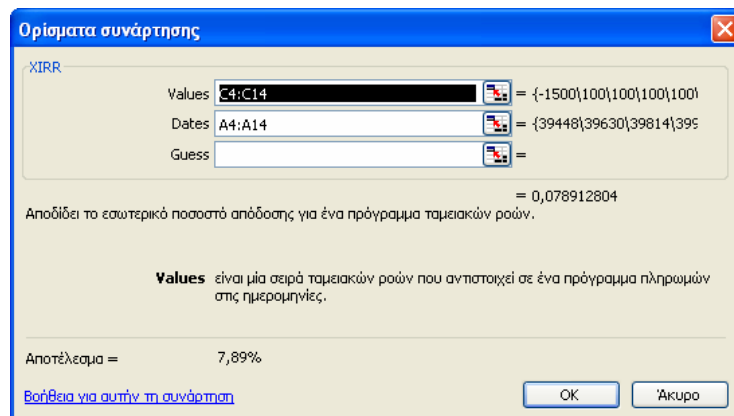 Ορίσματα συνάρτησης
XIRR
Values C4:C14 = {-1500\100\100\100\100\
Dates A4:A14 = {39448\39630\39814\399
Guess =
= 0,078912804
Αποδίδει το εσωτερικό ποσοστό απόδοσης για ένα πρόγραμμα ταμειακών ροών.
Values είναι μία σειρά ταμειακών ροών που αντιστοιχεί σε ένα πρόγραμμα πληρωμών
στις ημερομηνίες.
Αποτέλεσμα = 7,89%
Βοήθεια για αυτήν τη συνάρτηση OK Άκυρο